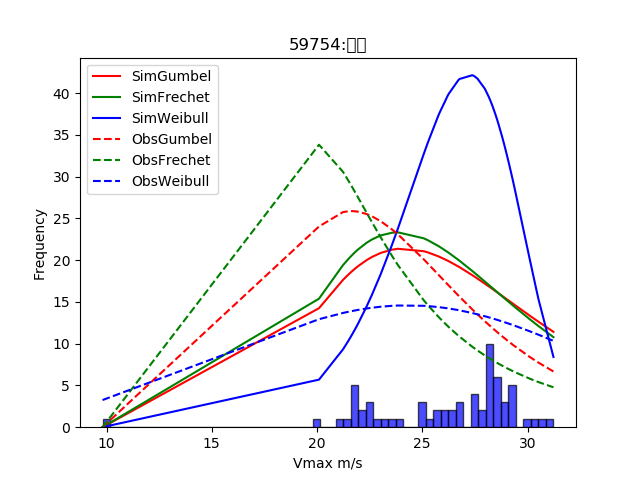 59754:
SimGumbel
SimFrechet
SimWeibull
ObsGumbel
ObsFrechet
ObsWeibull
Frequency
40
35
30
25
20
15
10
5
0
10
15
20
25
30
Vmax m/s